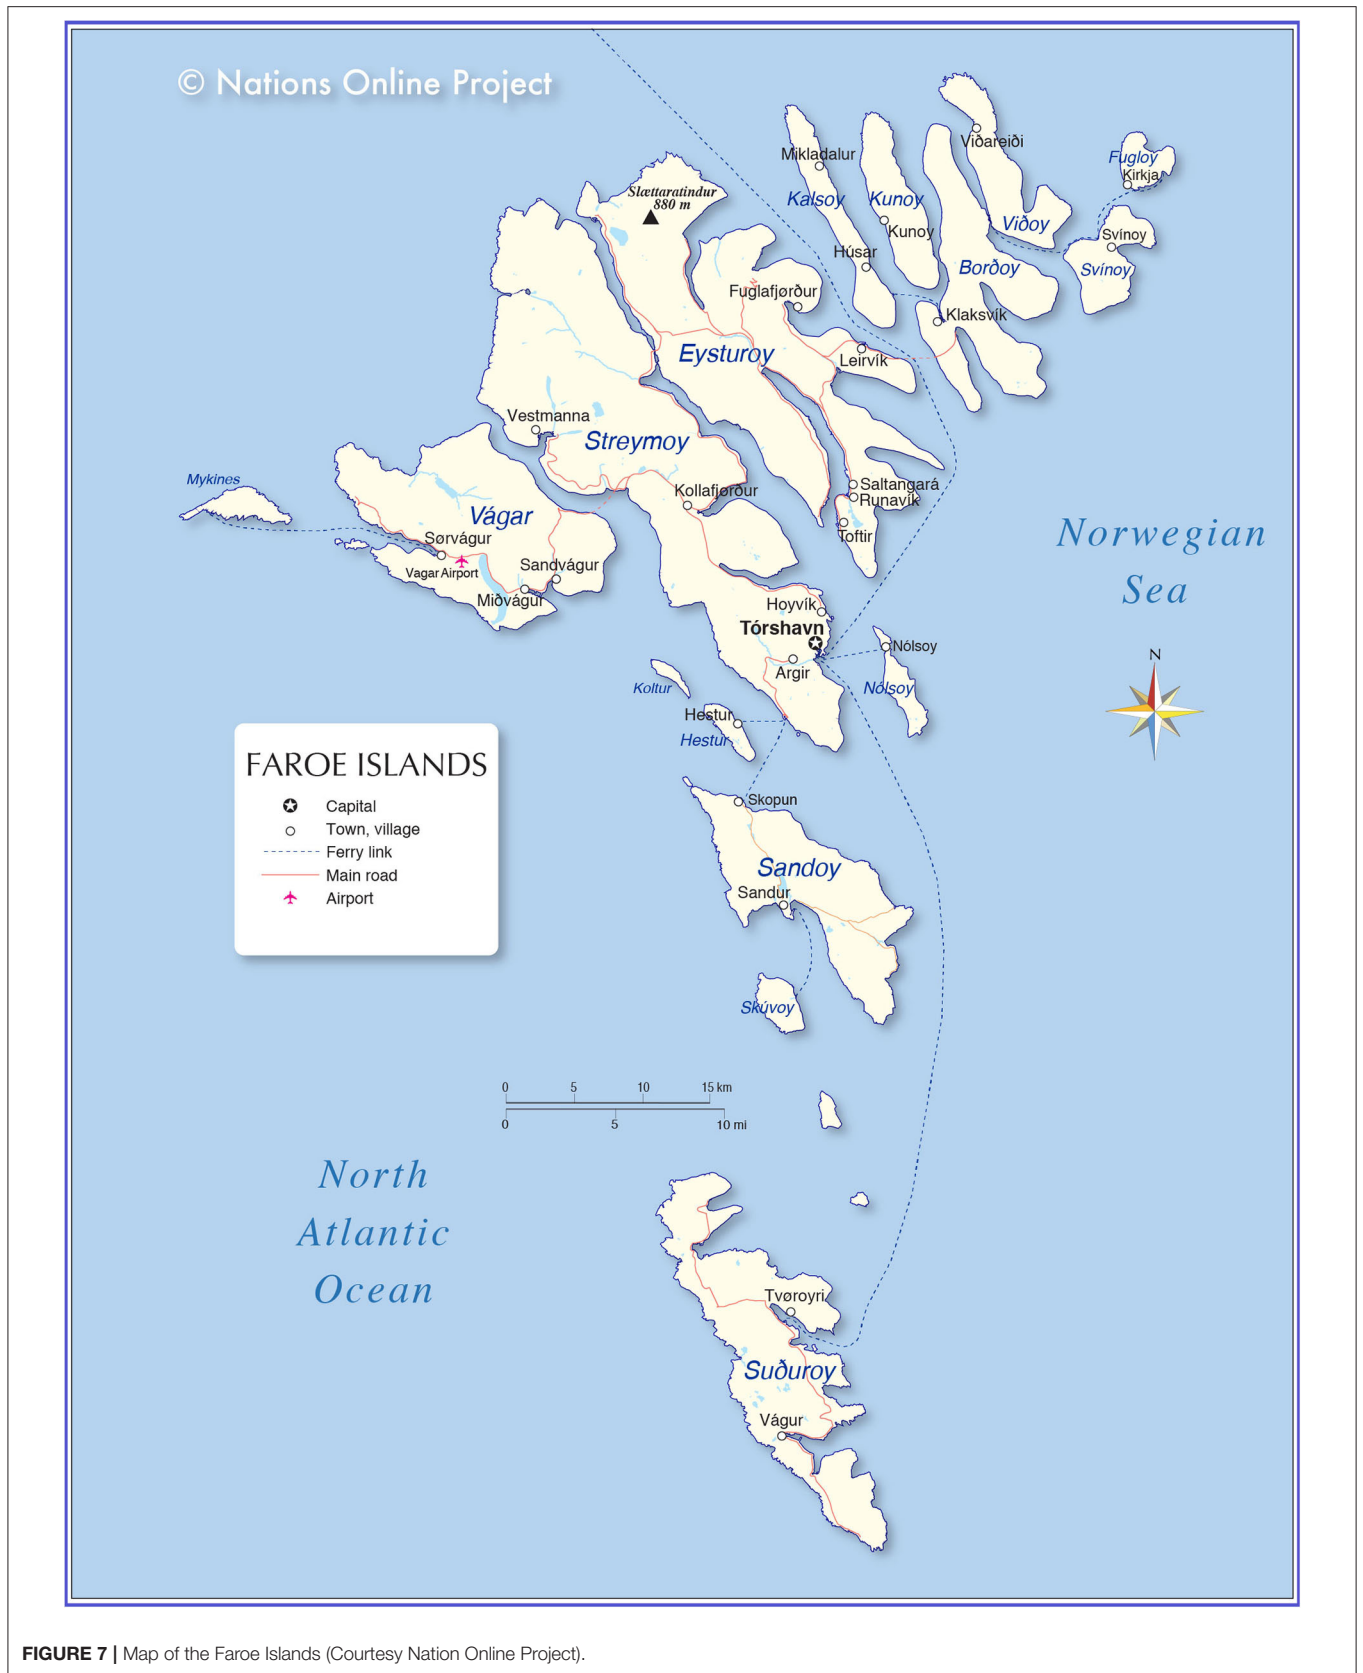 © Nations Online Project
Viðareiði
Mikladalur
Fugloy
Kirkja
Slættaratindur
880 m
Kalsoy
Kunoy
Viðoy
Kunoy
Svínoy
Húsar
Borðoy
Svínoy
Fuglafjørður
Klaksvík
Eysturoy
Leirvík
Vestmanna
Streymoy
Mykines
Saltangará
Kollafjørður
Runavík
Vágar
Norwegian
Sørvágur
Toftir
Sandvágur
Vagar Airport
Sea
Miðvágur
Hoyvík
Tórshavn
Nólsoy
N
Argir
Koltur
Nólsoy
Hestur
Hestur
FAROE ISLANDS
Capital
Town, village
Ferry link
Main road
Airport
Skopun
Sandoy
Sandur
Skúvoy
0 5 10 15 km
0 5 10 mi
North
Atlantic
Ocean
Tvøroyri
Suðuroy
Vágur
FIGURE 7 | Map of the Faroe Islands (Courtesy Nation Online Project).